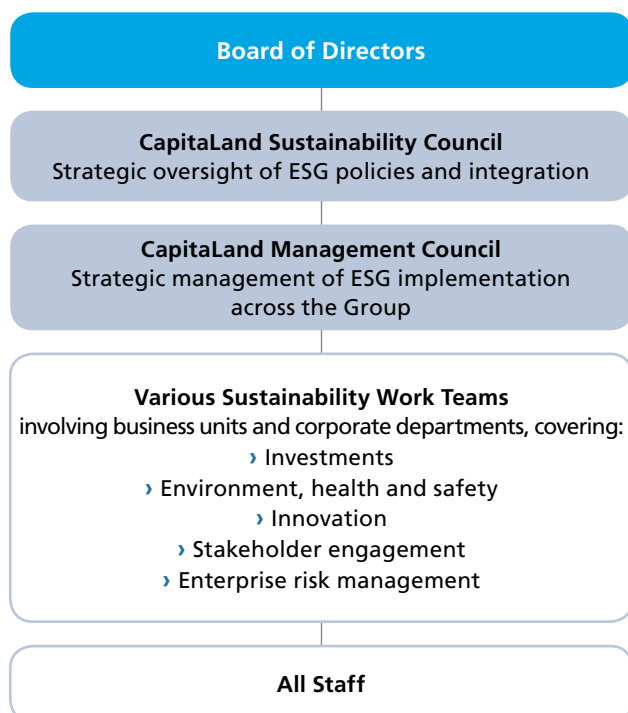 Board of Directors
CapitaLand Sustainability Council
Strategic oversight of ESG policies and integration
CapitaLand Management Council
Strategic management of ESG implementation
across the Group
Various Sustainability Work Teams
involving business units and corporate departments, covering:
› Investments
› Environment, health and safety
› Innovation
› Stakeholder engagement
› Enterprise risk management
All Staff